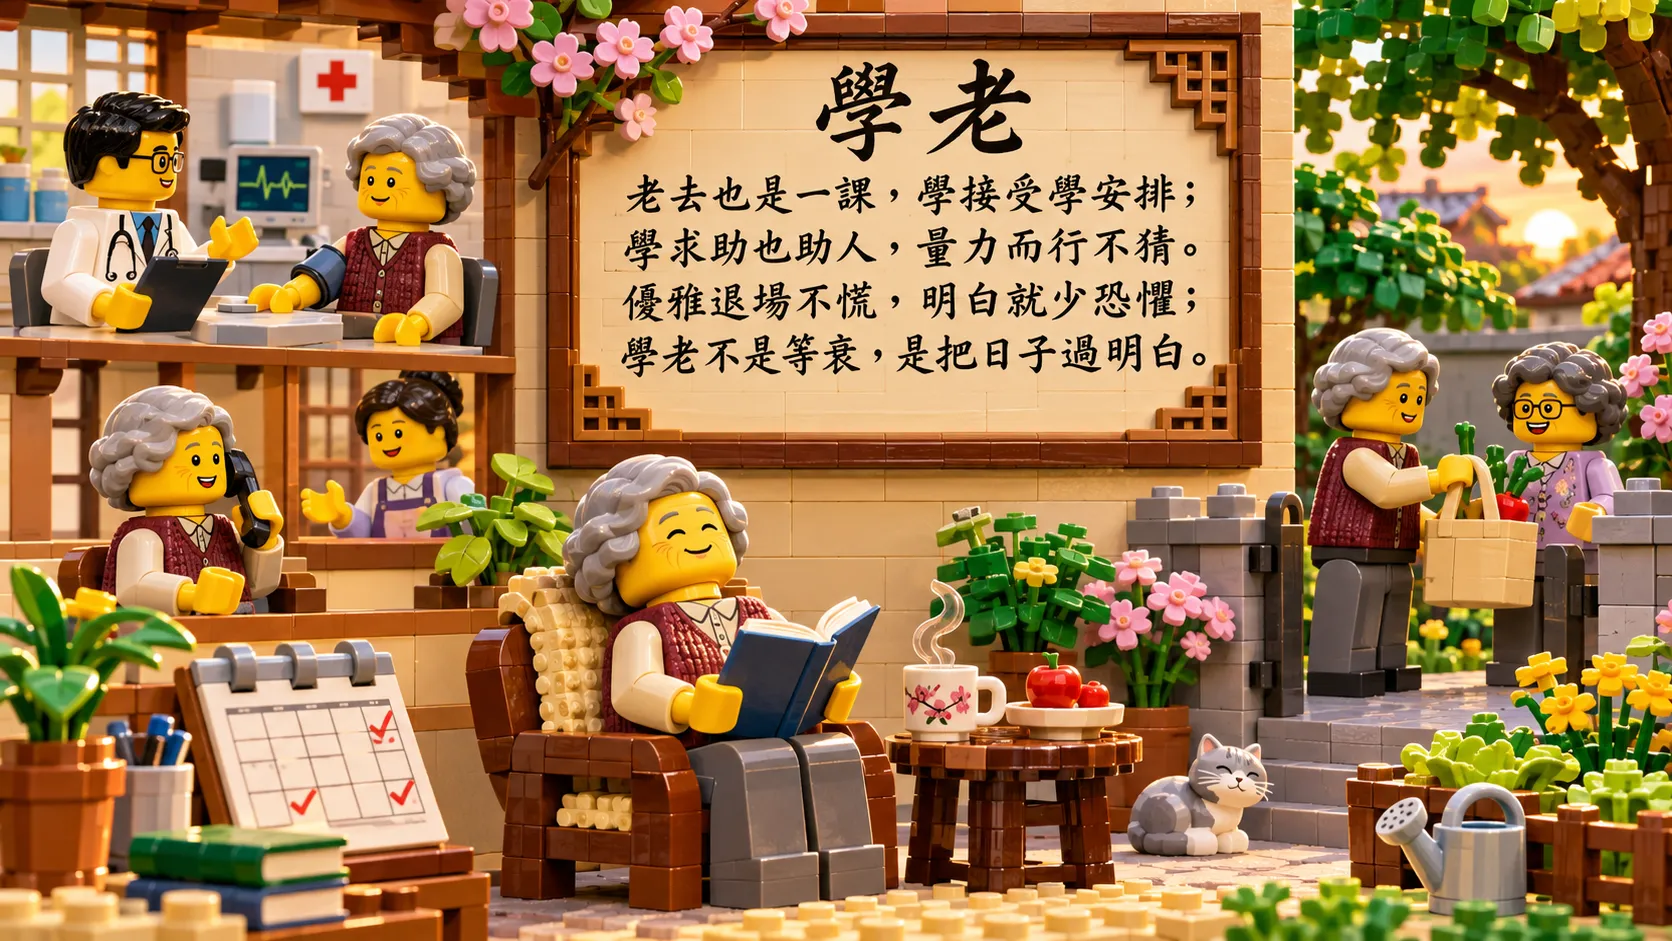 學老
老去也是一課，學接受學安排；
學求助也助人，量力而行不猜。
優雅退場不慌，明白就少恐懼；
學老不是等衰，是把日子過明白。